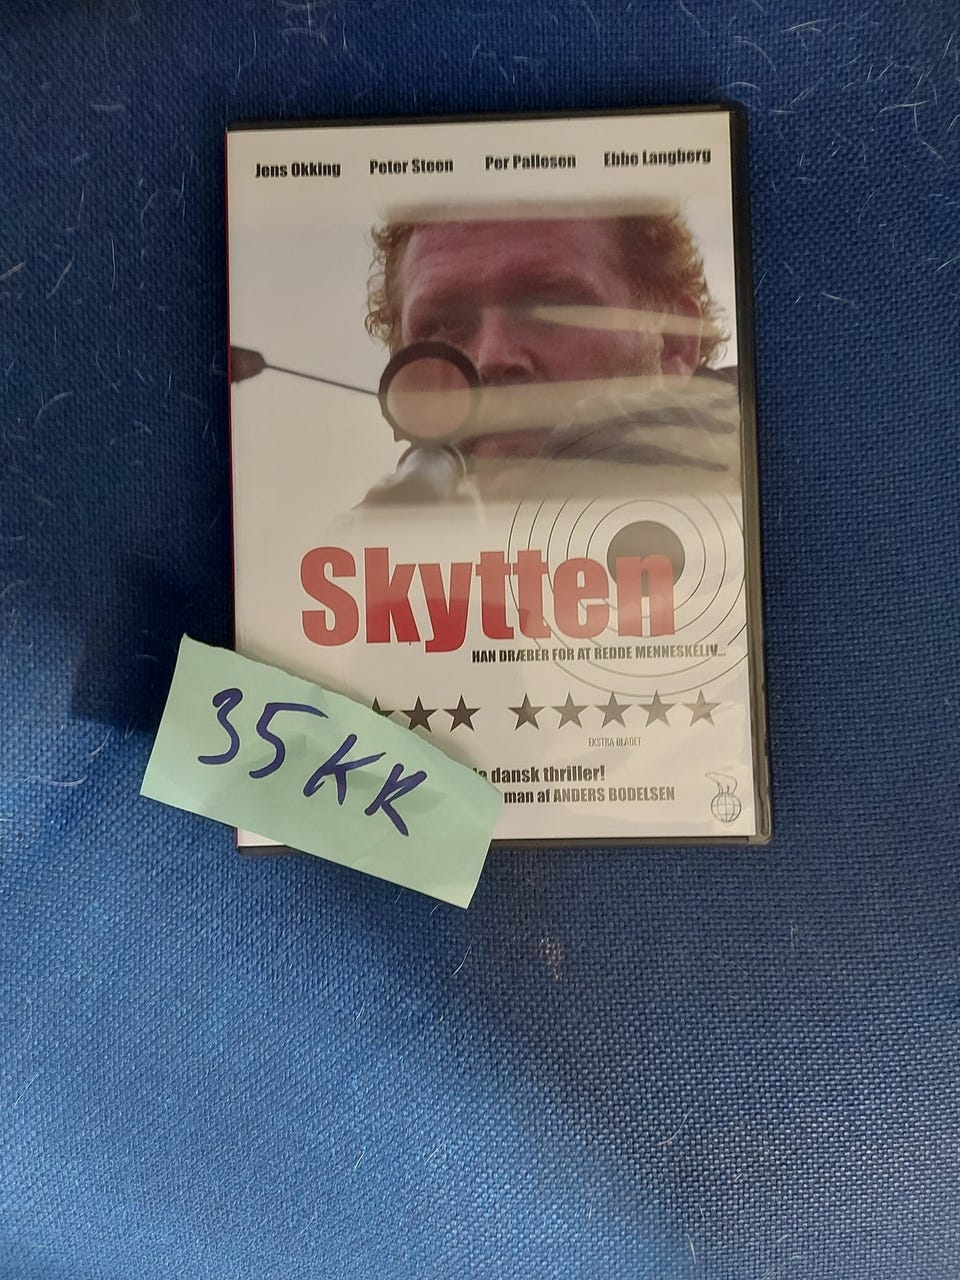 Jens Okking Peter Steen Per Pallesen Ebbe Langberg
Skytten
HAN DRÆBER FOR AT REDDE MENNESKELIV...
EKSTRA BLADET
dansk thriller!
af ANDERS BODELSEN
35 KR